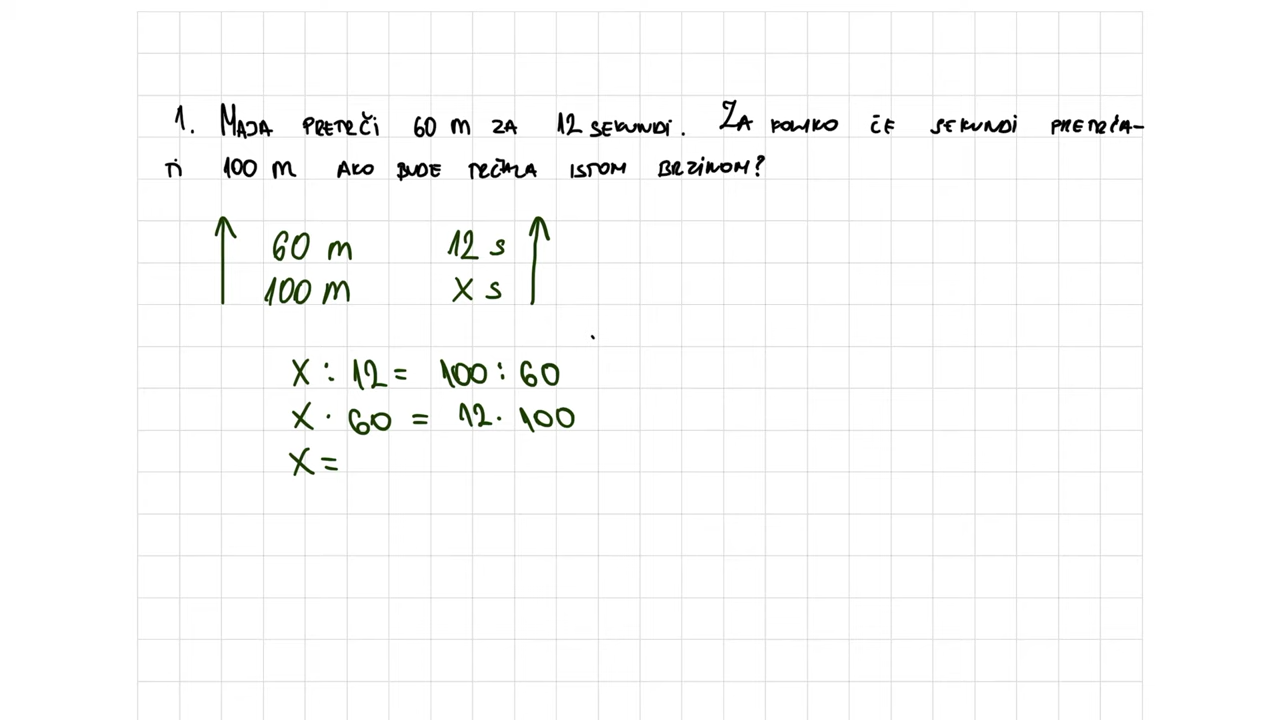 1. MAJA PRETRČI 60 m ZA 12 SEKUNDI. ZA KOLIKO ĆE SEKUNDI PRETRČA-
TI 100 m AKO BUDE TRČALA ISTOM BRZINOM?
60 m 12 s
100 m X s
X : 12 = 100 : 60
X · 60 = 12 · 100
X =